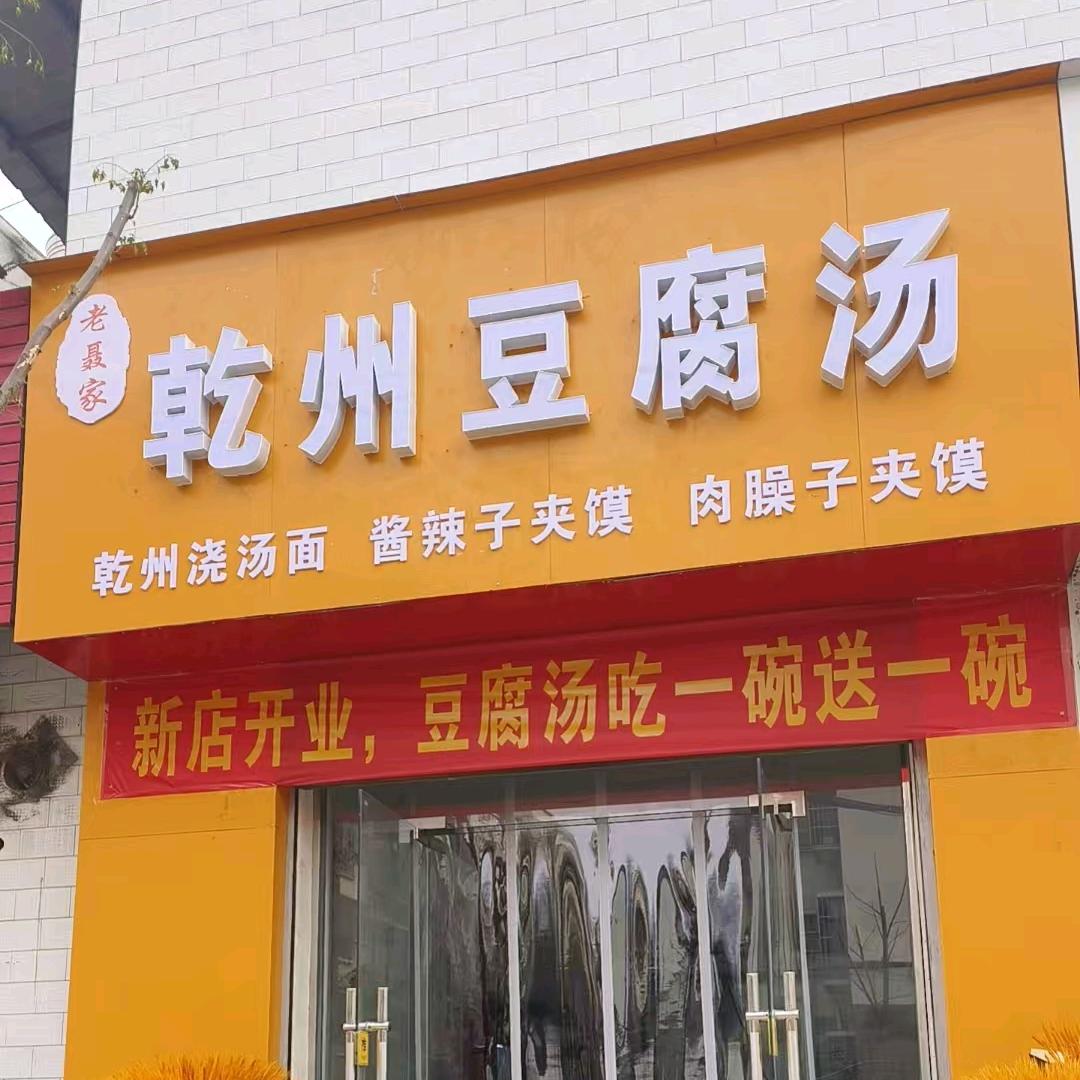 老聂家
乾州豆腐汤
乾州浇汤面 酱辣子夹馍 肉臊子夹馍
新店开业，豆腐汤吃一碗送一碗